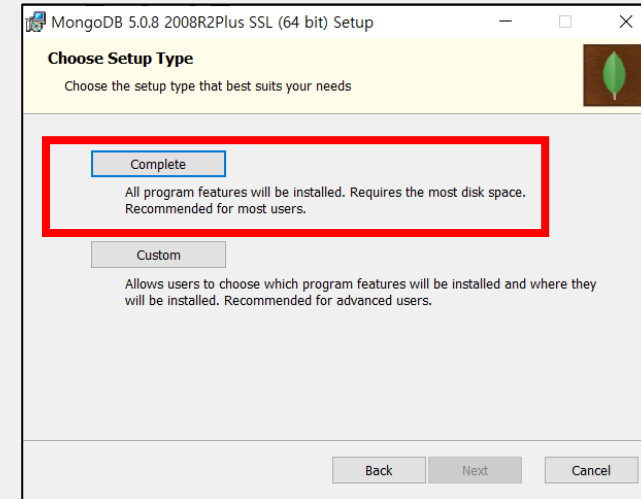 MongoDB 5.0.8 2008R2Plus SSL (64 bit) Setup
Choose Setup Type
Choose the setup type that best suits your needs
Complete
All program features will be installed. Requires the most disk space.
Recommended for most users.
Custom
Allows users to choose which program features will be installed and where they
will be installed. Recommended for advanced users.
Back
Next
Cancel